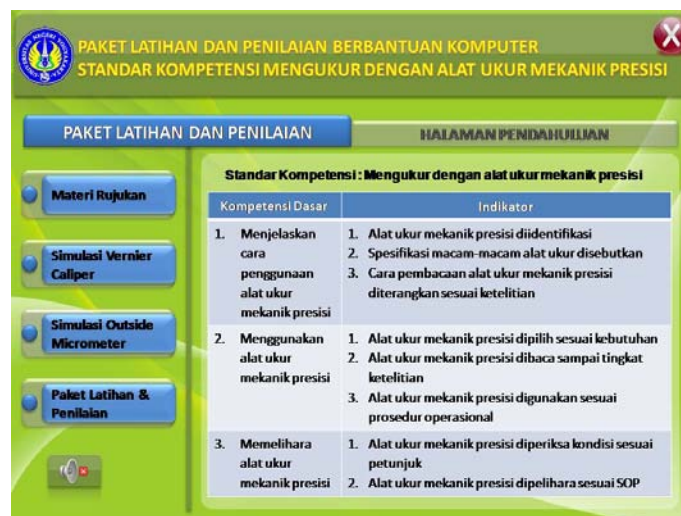 PAKET LATIHAN DAN PENILAIAN BERBANTUAN KOMPUTER
STANDAR KOMPETENSI MENGUKUR DENGAN ALAT UKUR MEKANIK PRESISI
X
PAKET LATIHAN DAN PENILAIAN
HALAMAN PENDAHULUAN
Materi Rujukan
Simulasi Vernier
Caliper
Simulasi Outside
Micrometer
Paket Latihan &
Penilaian
Standar Kompetensi : Mengukur dengan alat ukur mekanik presisi
Kompetensi Dasar
Indikator
1. Menjelaskan
cara
penggunaan
alat ukur
mekanik presisi
1. Alat ukur mekanik presisi diidentifikasi
2. Spesifikasi macam-macam alat ukur disebutkan
3. Cara pembacaan alat ukur mekanik presisi
diterangkan sesuai ketelitian
2. Menggunakan
alat ukur
mekanik presisi
1. Alat ukur mekanik presisi dipilih sesuai kebutuhan
2. Alat ukur mekanik presisi dibaca sampai tingkat
ketelitian
3. Alat ukur mekanik presisi digunakan sesuai
prosedur operasional
3. Memelihara
alat ukur
mekanik presisi
1. Alat ukur mekanik presisi diperiksa kondisi sesuai
petunjuk
2. Alat ukur mekanik presisi dipelihara sesuai SOP